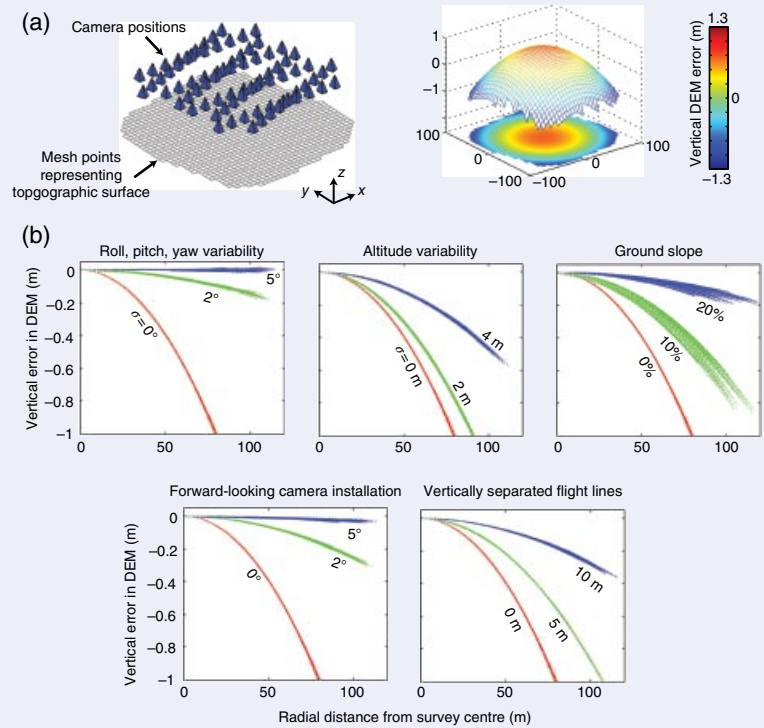 (a)
Camera positions
Mesh points
representing
topgographic surface
z
y
x
1
0
−1
100
0
−100
−100
0
100
Vertical DEM error (m)
1.3
0
−1.3
(b)
Roll, pitch, yaw variability
Vertical error in DEM (m)
0
−0.2
−0.4
−0.6
−0.8
−1
0
50
100
σ=0°
2°
5°
Altitude variability
0
50
100
σ=0 m
2 m
4 m
Ground slope
0
50
100
0%
10%
20%
Forward-looking camera installation
Vertical error in DEM (m)
0
−0.2
−0.4
−0.6
−0.8
−1
0
50
100
0°
2°
5°
Vertically separated flight lines
0
50
100
0 m
5 m
10 m
Radial distance from survey centre (m)